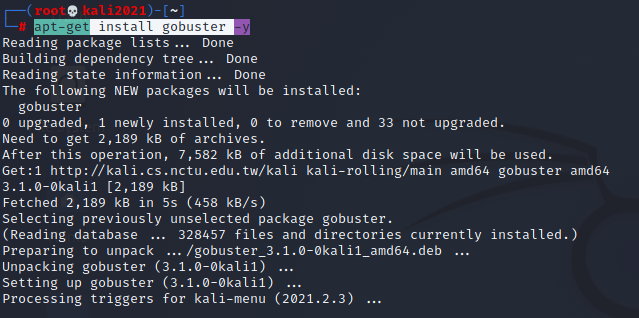 ┌──(root💀kali2021)-[~]
└─# apt-get install gobuster -y
Reading package lists... Done
Building dependency tree... Done
Reading state information... Done
The following NEW packages will be installed:
  gobuster
0 upgraded, 1 newly installed, 0 to remove and 33 not upgraded.
Need to get 2,189 kB of archives.
After this operation, 7,582 kB of additional disk space will be used.
Get:1 http://kali.cs.nctu.edu.tw/kali kali-rolling/main amd64 gobuster amd64
3.1.0-0kali1 [2,189 kB]
Fetched 2,189 kB in 5s (458 kB/s)
Selecting previously unselected package gobuster.
(Reading database ... 328457 files and directories currently installed.)
Preparing to unpack .../gobuster_3.1.0-0kali1_amd64.deb ...
Unpacking gobuster (3.1.0-0kali1) ...
Setting up gobuster (3.1.0-0kali1) ...
Processing triggers for kali-menu (2021.2.3) ...